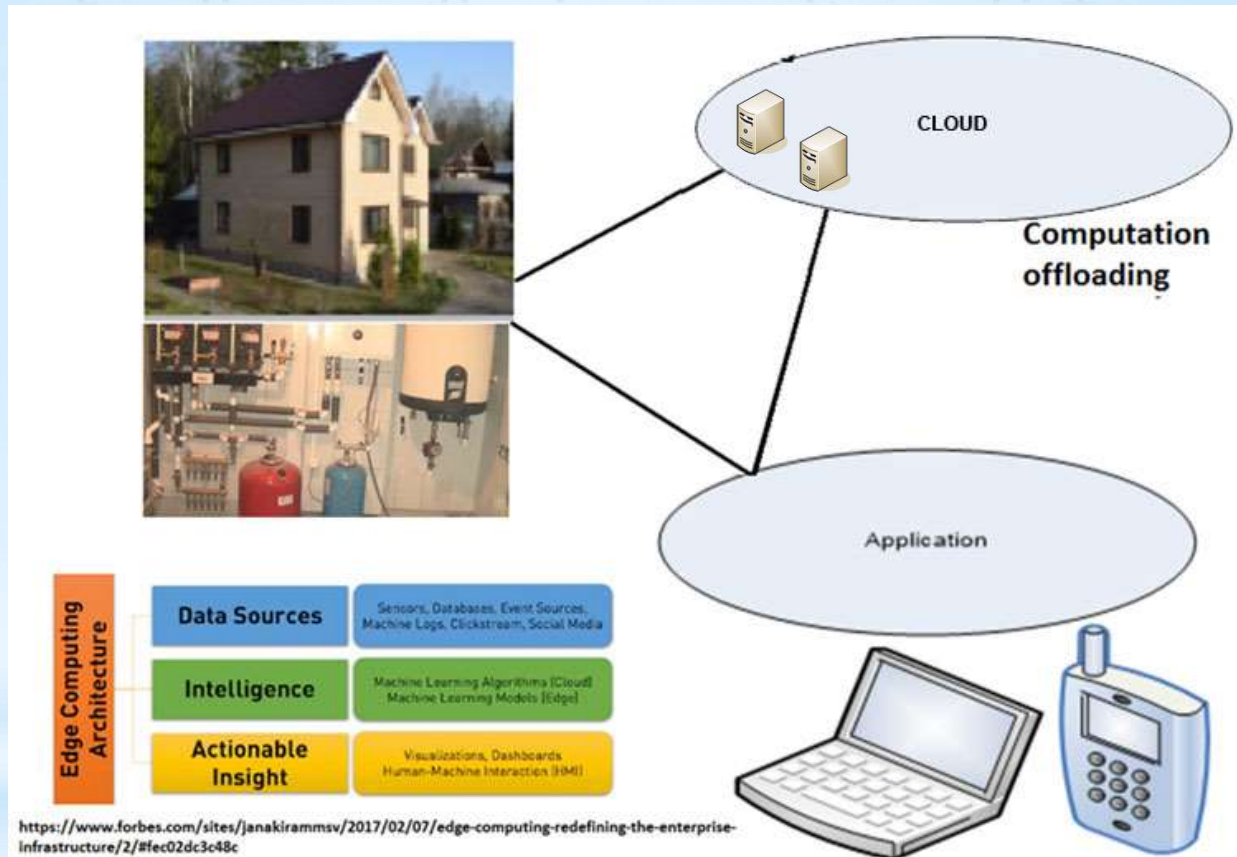 CLOUD
Computation
offloading
Application
Edge Computing
Architecture
Data Sources
Sensors, Databases, Event Sources,
Machine Logs, Clickstream, Social Media
Intelligence
Machine Learning Algorithms (Cloud)
Machine Learning Models (Edge)
Actionable
Insight
Visualizations, Dashboards
Human-Machine Interaction (HMI)
https://www.forbes.com/sites/janakirammsv/2017/02/07/edge-computing-redefining-the-enterprise-
infrastructure/2/#fec02dc3c48c